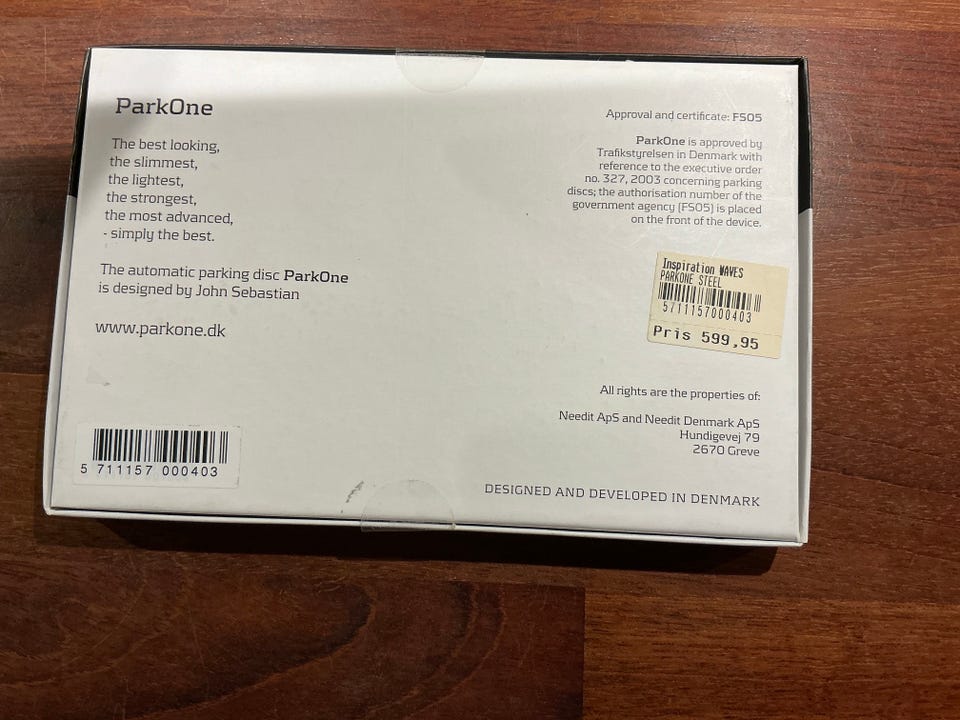 ParkOne
The best looking,
the slimmest,
the lightest,
the strongest,
the most advanced,
- simply the best.
The automatic parking disc ParkOne
is designed by John Sebastian
www.parkone.dk
5 711157 000403
Approval and certificate: FS05
ParkOne is approved by
Trafikstyrelsen in Denmark with
reference to the executive order
no. 327, 2003 concerning parking
discs; the authorisation number of the
government agency (FS05) is placed
on the front of the device.
Inspiration WAVES
PARKONE STEEL
5711157000403
Pris 599,95
All rights are the properties of:
Needit ApS and Needit Denmark ApS
Hundigevej 79
2670 Greve
DESIGNED AND DEVELOPED IN DENMARK